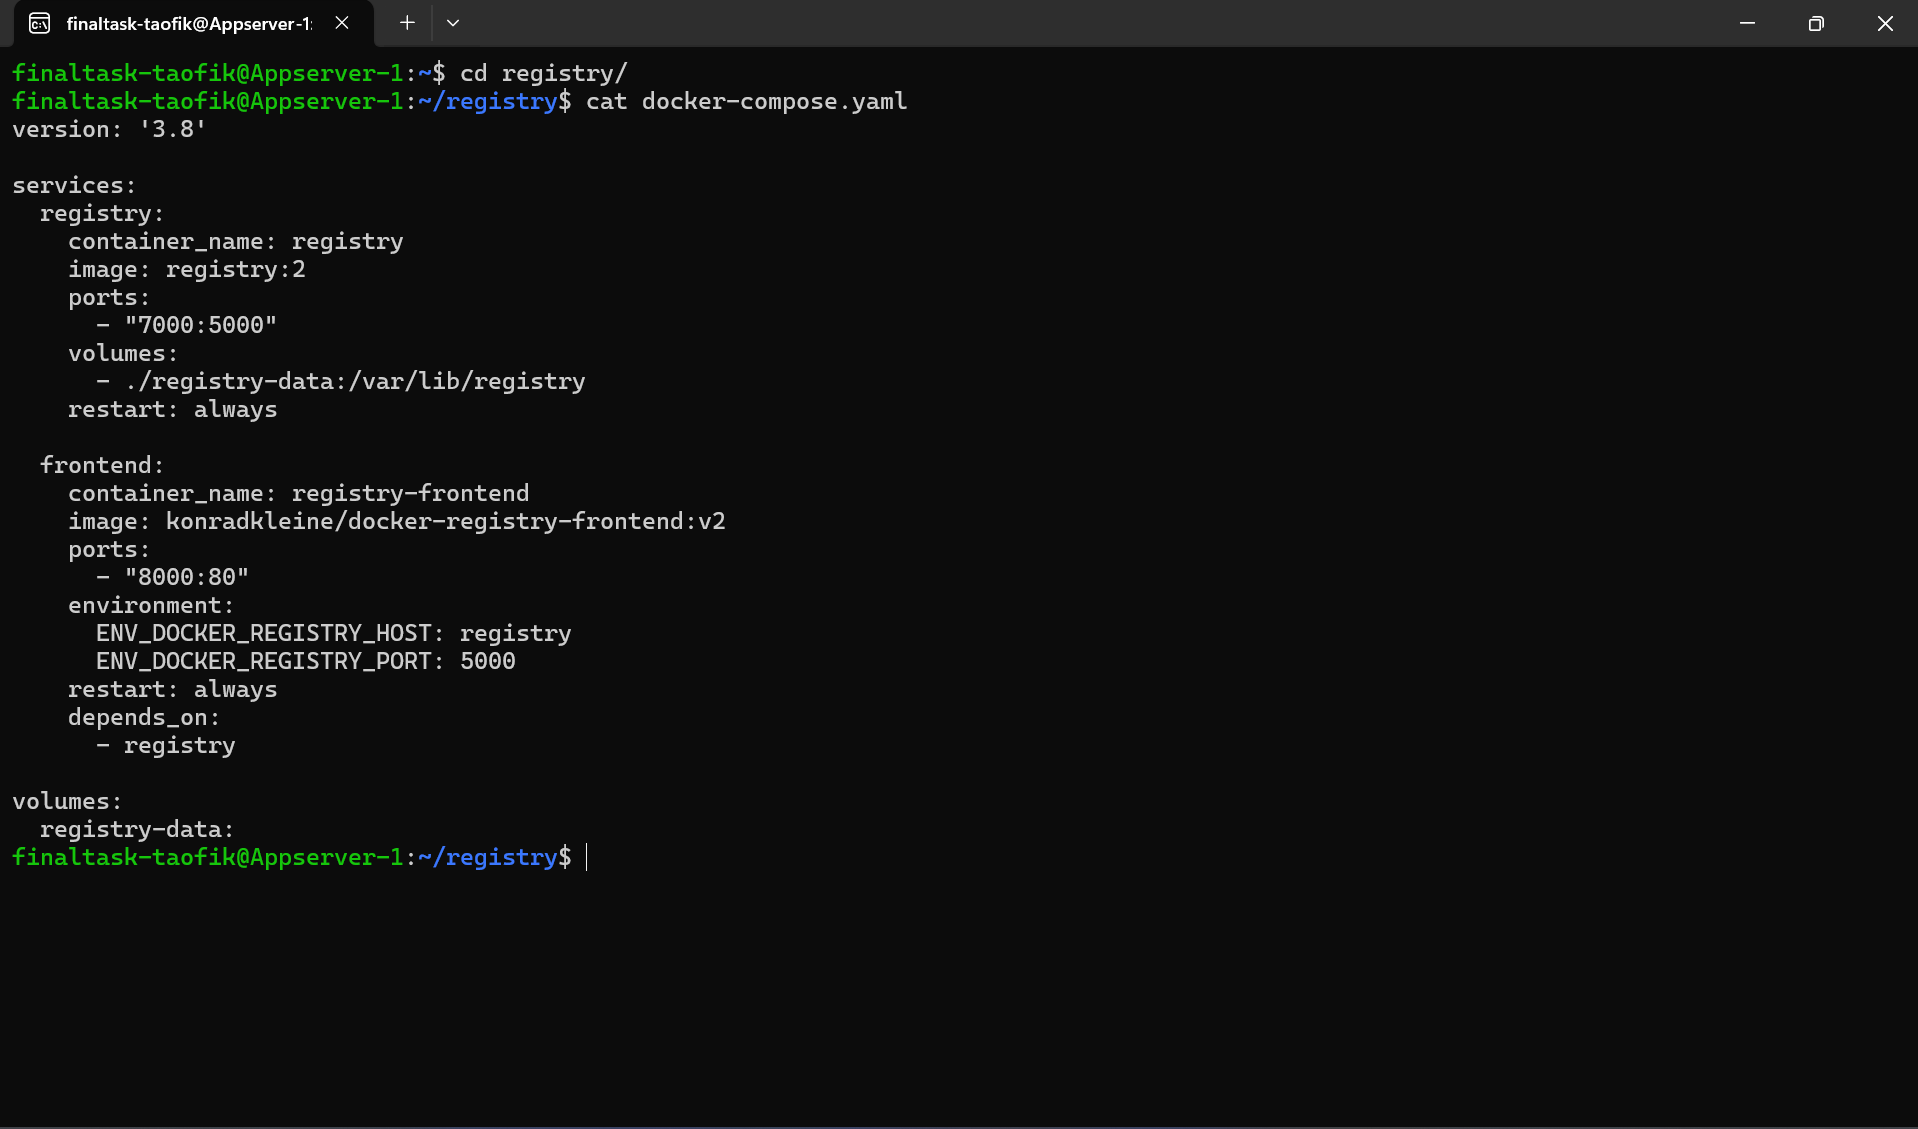 finaltask-taofik@Appserver-1:
finaltask-taofik@Appserver-1:~$ cd registry/
finaltask-taofik@Appserver-1:~/registry$ cat docker-compose.yaml
version: '3.8'

services:
  registry:
    container_name: registry
    image: registry:2
    ports:
      - "7000:5000"
    volumes:
      - ./registry-data:/var/lib/registry
    restart: always

  frontend:
    container_name: registry-frontend
    image: konradkleine/docker-registry-frontend:v2
    ports:
      - "8000:80"
    environment:
      ENV_DOCKER_REGISTRY_HOST: registry
      ENV_DOCKER_REGISTRY_PORT: 5000
    restart: always
    depends_on:
      - registry

volumes:
  registry-data:
finaltask-taofik@Appserver-1:~/registry$